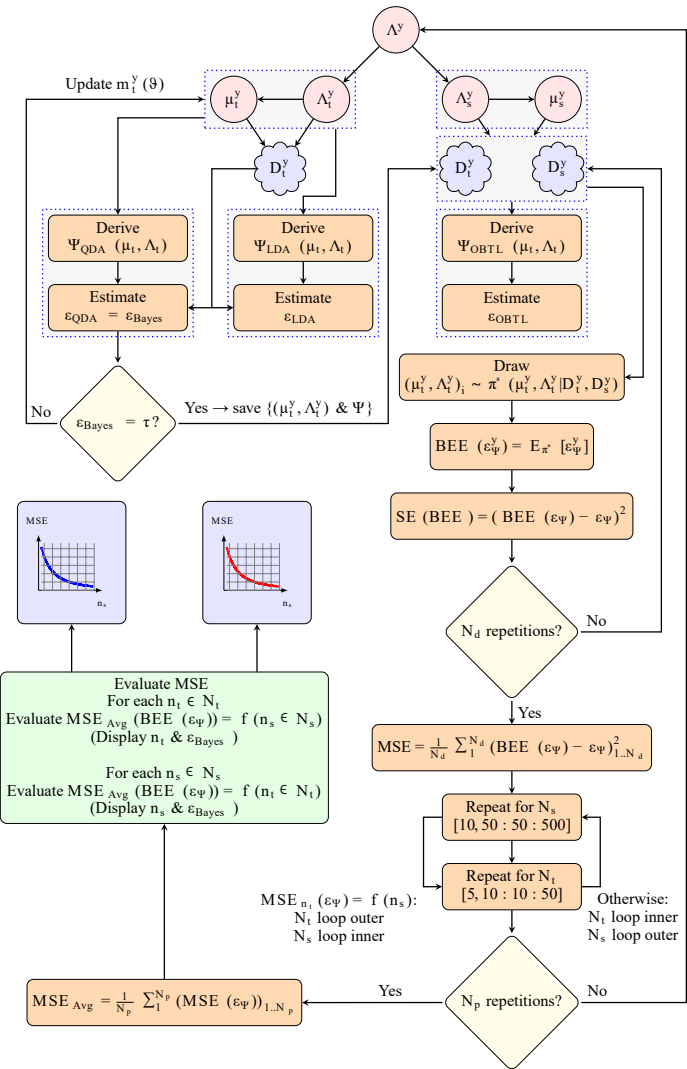 Λ^y
Update m_t^y (ϑ)
μ_t^y
Λ_t^y
Λ_s^y
μ_s^y
D_t^y
D_t^y
D_s^y
Derive
Ψ_QDA (μ_t, Λ_t)
Derive
Ψ_LDA (μ_t, Λ_t)
Derive
Ψ_OBTL (μ_t, Λ_t)
Estimate
ε_QDA = ε_Bayes
Estimate
ε_LDA
Estimate
ε_OBTL
Draw
(μ_t^y, Λ_t^y)_i ~ π* (μ_t^y, Λ_t^y|D_t^y, D_s^y)
No
ε_Bayes = τ?
Yes → save {(μ_t^y, Λ_t^y) & Ψ}
BEE (ε_Ψ^y) = E_π* [ε_Ψ^y]
SE (BEE) = (BEE (ε_Ψ) − ε_Ψ)^2
MSE
n_s
MSE
n_s
N_d repetitions?
No
Yes
Evaluate MSE
For each n_t ∈ N_t
Evaluate MSE_Avg (BEE (ε_Ψ)) = f (n_s ∈ N_s)
(Display n_t & ε_Bayes )
For each n_s ∈ N_s
Evaluate MSE_Avg (BEE (ε_Ψ)) = f (n_t ∈ N_t)
(Display n_s & ε_Bayes )
MSE = 1/N_d ∑_1^N_d (BEE (ε_Ψ) − ε_Ψ)^2_1..N_d
Repeat for N_s
[10, 50 : 50 : 500]
Repeat for N_t
[5, 10 : 10 : 50]
MSE_n_t (ε_Ψ) = f (n_s):
N_t loop outer
N_s loop inner
Otherwise:
N_t loop inner
N_s loop outer
MSE_Avg = 1/N_p ∑_1^N_p (MSE (ε_Ψ))_1..N_p
Yes
N_p repetitions?
No